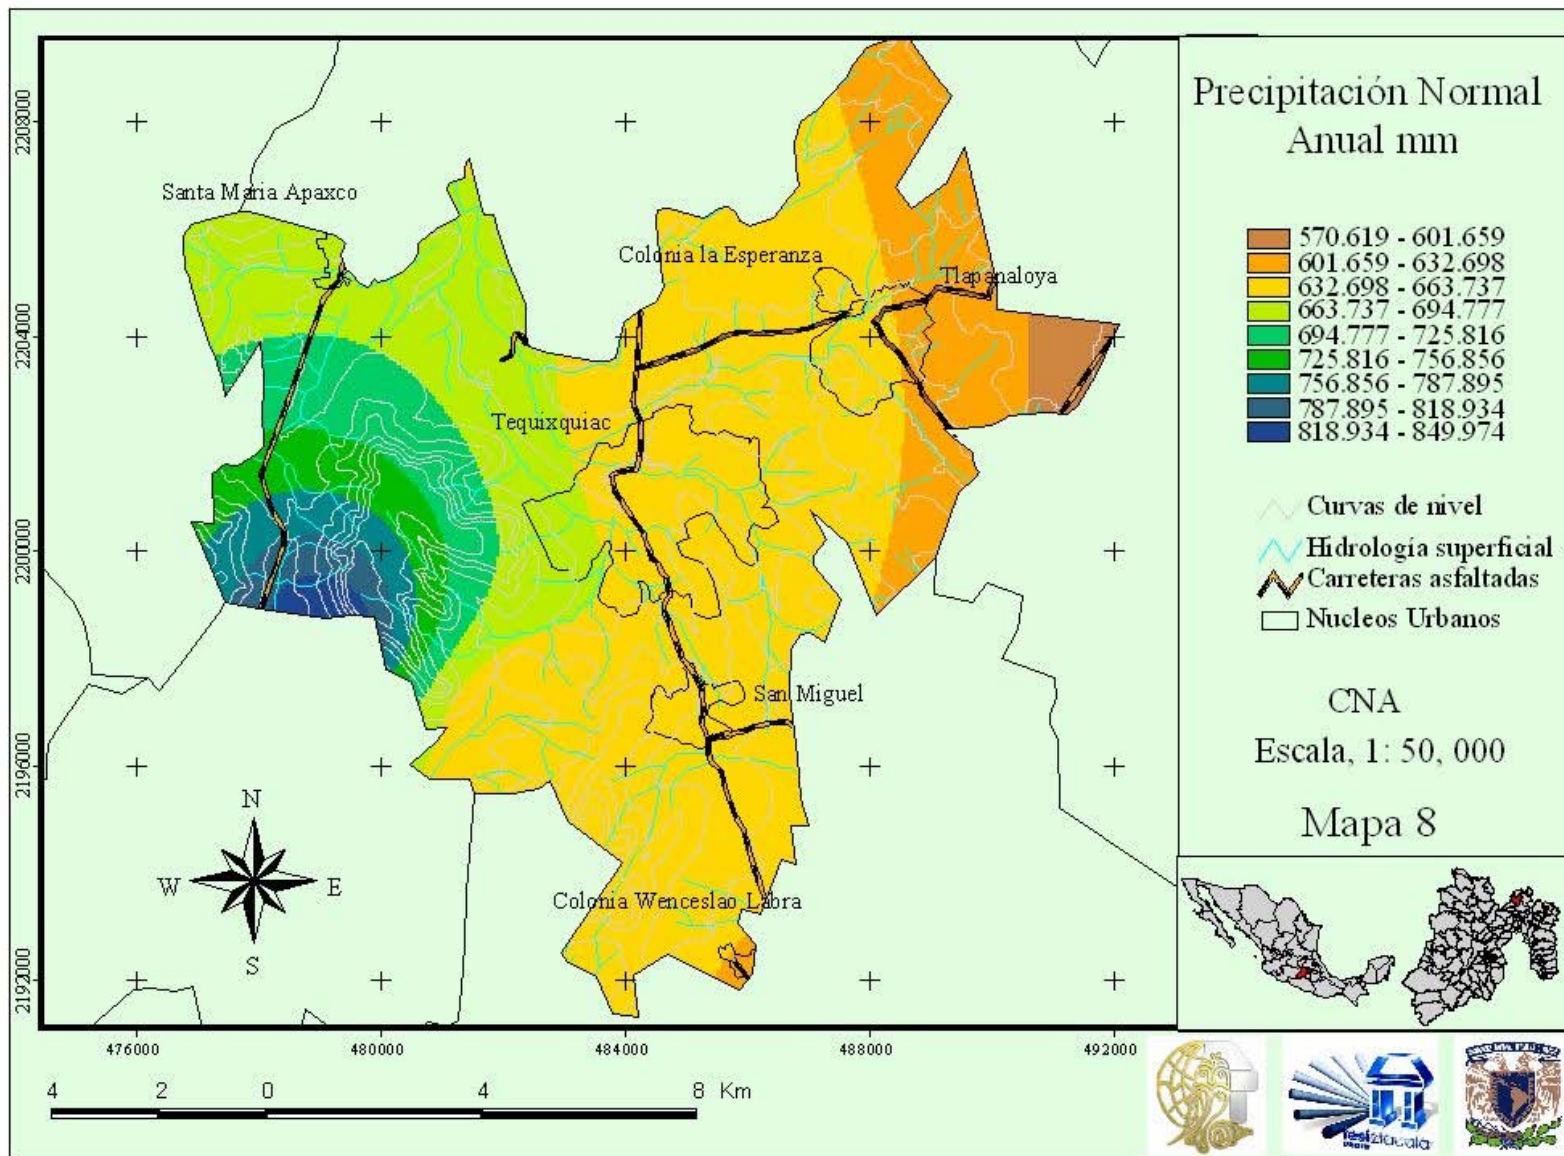 Precipitación Normal
Anual mm
570.619 - 601.659
601.659 - 632.698
632.698 - 663.737
663.737 - 694.777
694.777 - 725.816
725.816 - 756.856
756.856 - 787.895
787.895 - 818.934
818.934 - 849.974
Curvas de nivel
Hidrología superficial
Carreteras asfaltadas
Nucleos Urbanos
CNA
Escala, 1: 50, 000
Mapa 8
Santa Maria Apaxco
Colonia la Esperanza
Tlapanaloya
Tequixquiac
San Miguel
Colonia Wenceslao Labra
N
W
E
S
2208000
2204000
2200000
2196000
2192000
476000
480000
484000
488000
492000
4
2
0
4
8 Km